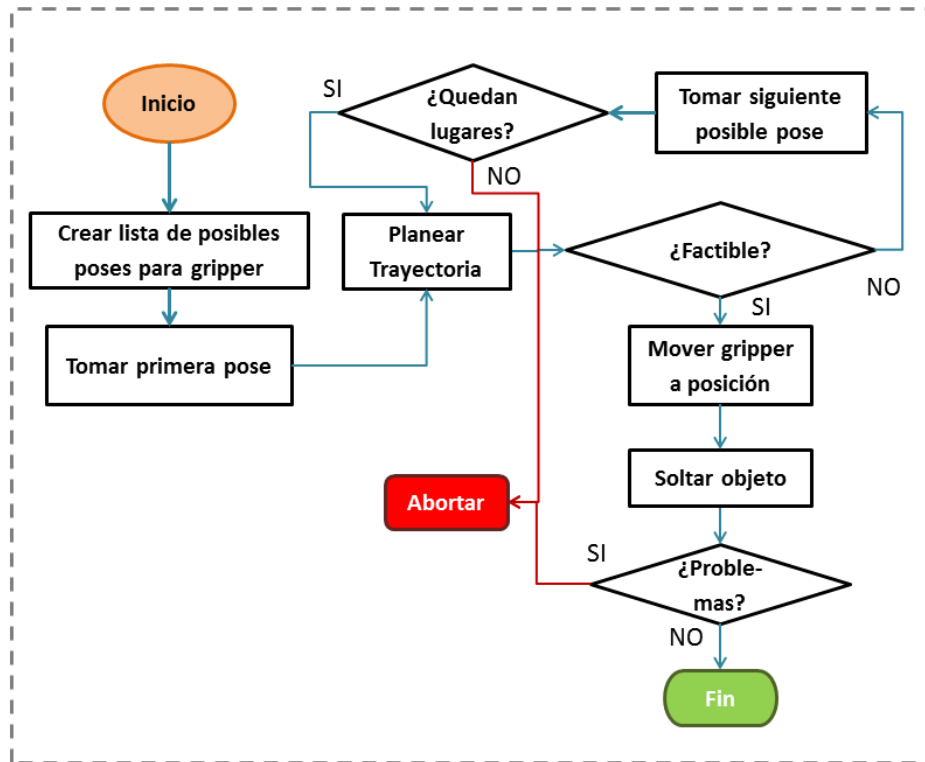 Inicio
Crear lista de posibles
poses para gripper
Tomar primera pose
SI
¿Quedan
lugares?
NO
Tomar siguiente
posible pose
Planear
Trayectoria
¿Factible?
NO
SI
Mover gripper
a posición
Soltar objeto
Abortar
SI
¿Proble-
mas?
NO
Fin